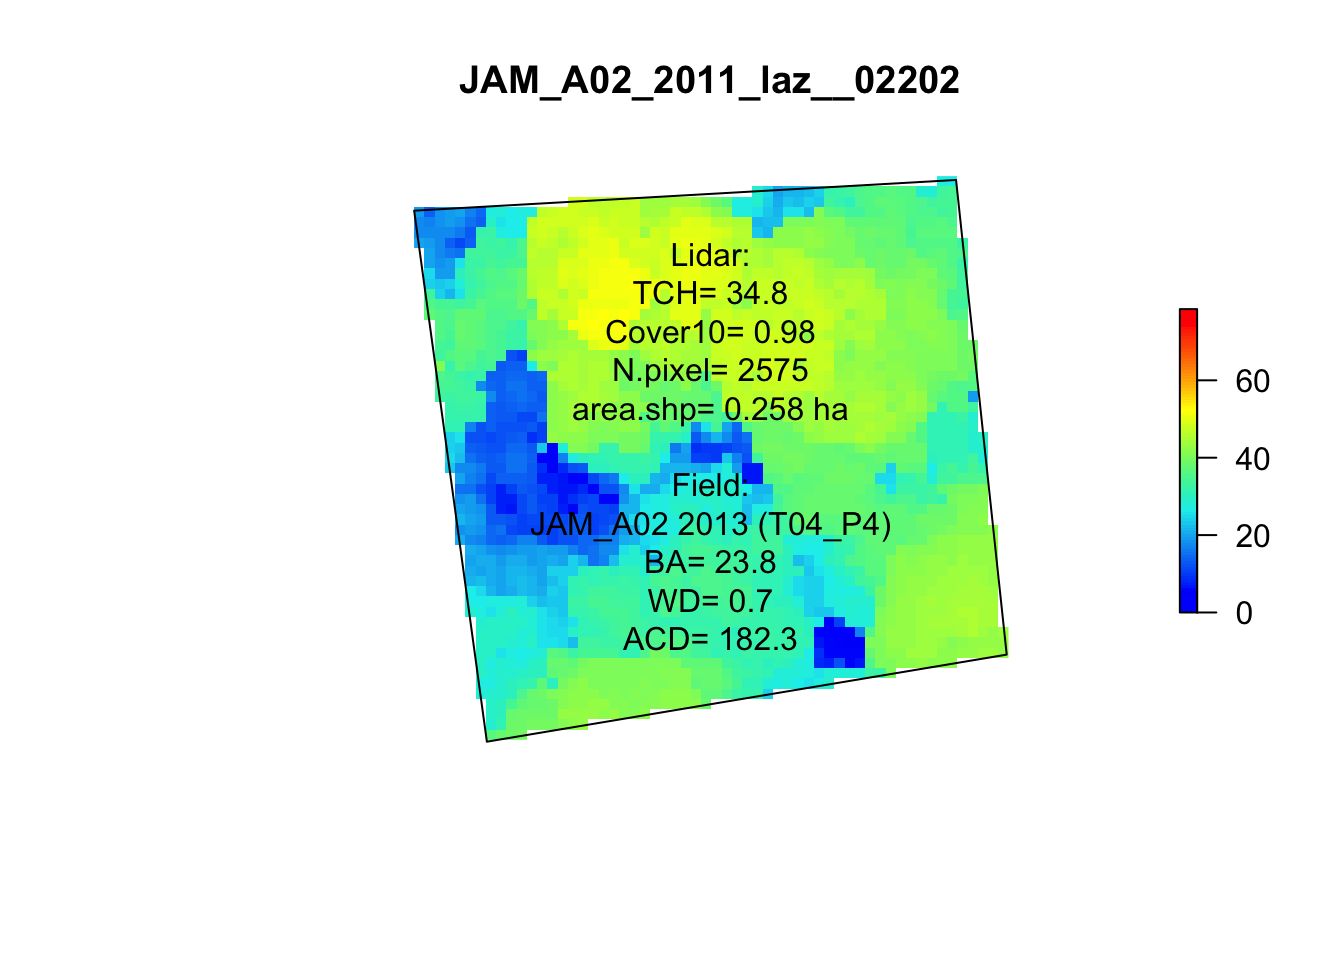 JAM_A02_2011_laz__02202
Lidar:
TCH= 34.8
Cover10= 0.98
N.pixel= 2575
area.shp= 0.258 ha
Field:
JAM_A02 2013 (T04_P4)
BA= 23.8
WD= 0.7
ACD= 182.3
60
40
20
0